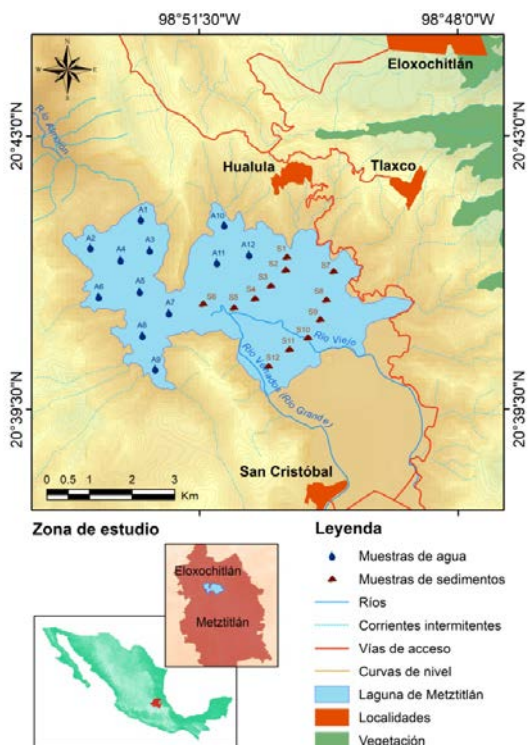 98°51'30"W
98°48'0"W
Eloxochitlán
20°43'0"N
20°43'0"N
Río Almolón
Hualula
Tlaxco
A1
A10
A2
A3
A4
A12
A11
S1
S2
S7
A5
A6
S3
S4
S8
S6
S5
A7
S9
A8
S10
Río Viejo
S11
A9
S12
Río Venados (Río Grande)
20°39'30"N
20°39'30"N
San Cristóbal
0 0.5 1 2 3
Km
Zona de estudio
Eloxochitlán
Metztitlán
Leyenda
Muestras de agua
Muestras de sedimentos
Ríos
Corrientes intermitentes
Vías de acceso
Curvas de nivel
Laguna de Metztitlán
Localidades
Vegetación